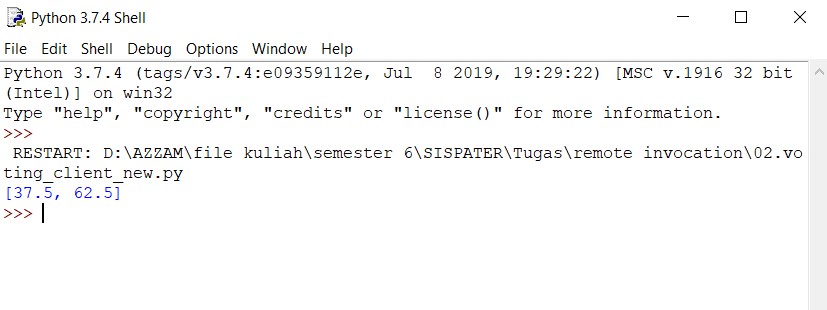 Python 3.7.4 Shell
File Edit Shell Debug Options Window Help
Python 3.7.4 (tags/v3.7.4:e09359112e, Jul  8 2019, 19:29:22) [MSC v.1916 32 bit
(Intel)] on win32
Type "help", "copyright", "credits" or "license()" for more information.
>>>
 RESTART: D:\AZZAM\file kuliah\semester 6\SISPATER\Tugas\remote invocation\02.vo
ting_client_new.py
[37.5, 62.5]
>>>